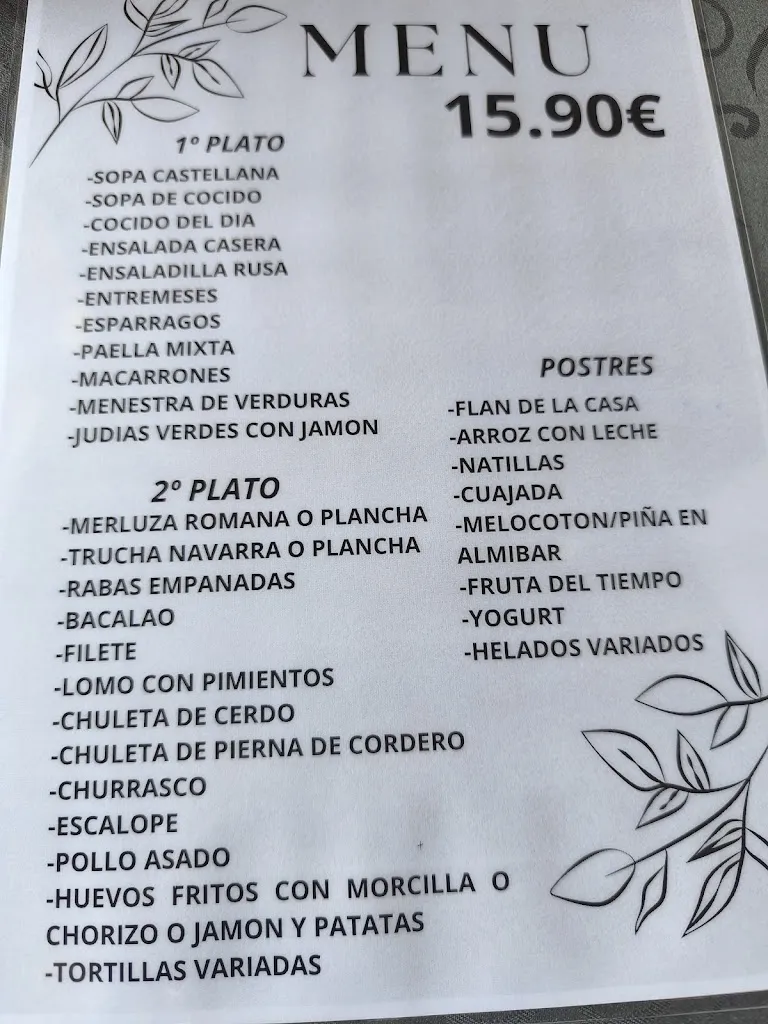 MENU
15.90€
1º PLATO
-SOPA CASTELLANA
-SOPA DE COCIDO
-COCIDO DEL DIA
-ENSALADA CASERA
-ENSALADILLA RUSA
-ENTREMESES
-ESPARRAGOS
-PAELLA MIXTA
-MACARRONES
-MENESTRA DE VERDURAS
-JUDIAS VERDES CON JAMON
2º PLATO
-MERLUZA ROMANA O PLANCHA
-TRUCHA NAVARRA O PLANCHA
-RABAS EMPANADAS
-BACALAO
-FILETE
-LOMO CON PIMIENTOS
-CHULETA DE CERDO
-CHULETA DE PIERNA DE CORDERO
-CHURRASCO
-ESCALOPE
-POLLO ASADO
-HUEVOS FRITOS CON MORCILLA O
CHORIZO O JAMON Y PATATAS
-TORTILLAS VARIADAS
POSTRES
-FLAN DE LA CASA
-ARROZ CON LECHE
-NATILLAS
-CUAJADA
-MELOCOTON/PIÑA EN
ALMIBAR
-FRUTA DEL TIEMPO
-YOGURT
-HELADOS VARIADOS